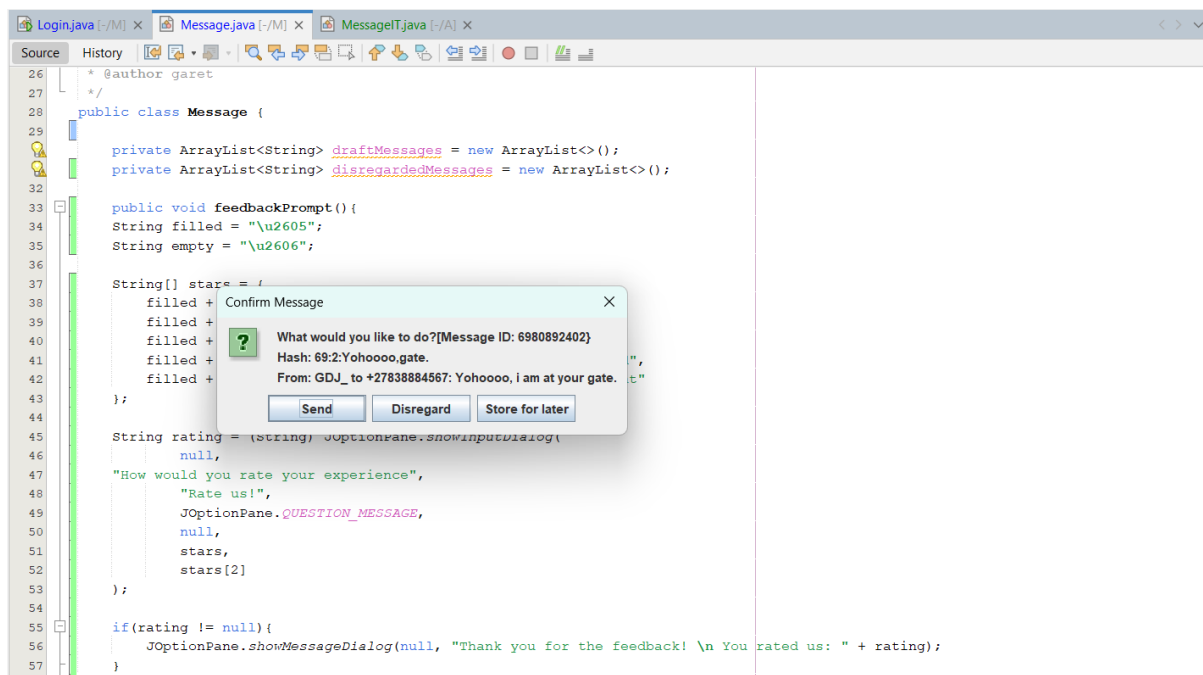 Login.java [-/M] Message.java [-/M] MessageIT.java [-/A]
Source History
26 * @author garet
27 */
28 public class Message {
29
private ArrayList<String> draftMessages = new ArrayList<>();
private ArrayList<String> disregardedMessages = new ArrayList<>();
32
33 public void feedbackPrompt(){
34 String filled = "\u2605";
35 String empty = "\u2606";
36
37 String[] stars = {
38 filled +
39 filled +
40 filled +
41 filled + ",
42 filled + t"
43 };
44
Confirm Message
What would you like to do?[Message ID: 6980892402}
Hash: 69:2:Yohoooo,gate.
From: GDJ_ to +27838884567: Yohoooo, i am at your gate.
Send Disregard Store for later
45 String rating = (String) JOptionPane.showInputDialog(
46 null,
47 "How would you rate your experience",
48 "Rate us!",
49 JOptionPane.QUESTION_MESSAGE,
50 null,
51 stars,
52 stars[2]
53 );
54
55 if(rating != null){
56 JOptionPane.showMessageDialog(null, "Thank you for the feedback! \n You rated us: " + rating);
57 }